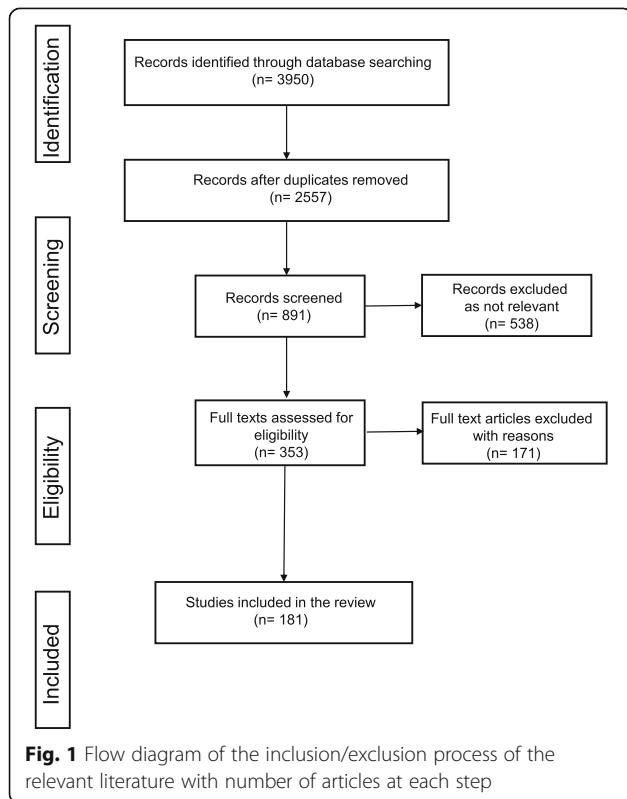 Identification
Records identified through database searching
(n= 3950)
Records after duplicates removed
(n = 2557)
Screening
Records screened
(n = 891)
Records excluded
as not relevant
(n = 538)
Eligibility
Full texts assessed for
eligibility
(n = 353)
Full text articles excluded
with reasons
(n = 171)
Included
Studies included in the review
(n= 181)
Fig. 1 Flow diagram of the inclusion/exclusion process of the
relevant literature with number of articles at each step